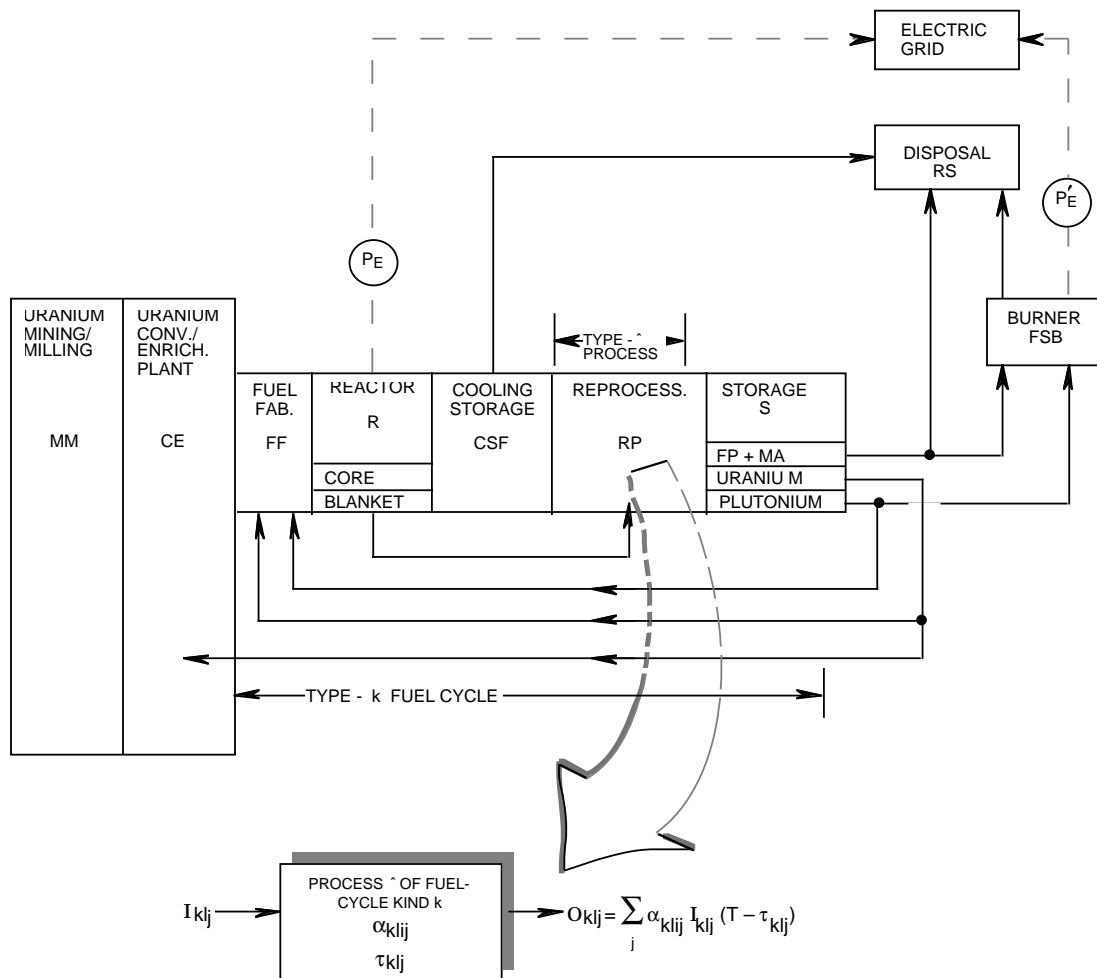 ELECTRIC
GRID
DISPOSAL
RS
P′E
PE
URANIUM
MINING/
MILLING
MM
URANIUM
CONV./
ENRICH.
PLANT
CE
BURNER
FSB
TYPE - ˆ
PROCESS
FUEL
FAB.
FF
REACTOR
R
CORE
BLANKET
COOLING
STORAGE
CSF
REPROCESS.
RP
STORAGE
S
FP + MA
URANIU M
PLUTONIUM
TYPE - k FUEL CYCLE
PROCESS ˆ OF FUEL-
CYCLE KIND k
αklij
τklj
Iklj
Oklj = ∑j αklij Iklj (T – τklj)